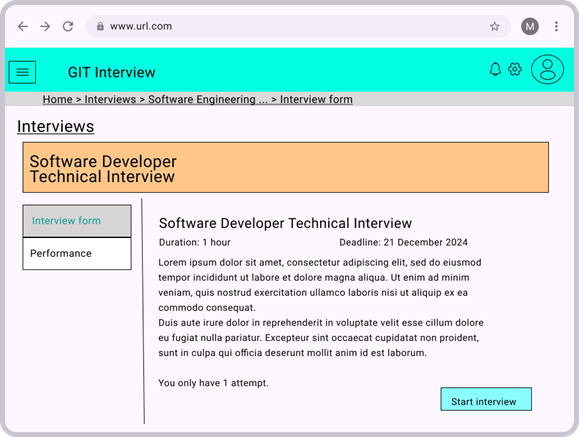 www.url.com
M
GIT Interview
Home > Interviews > Software Engineering ... > Interview form
Interviews
Software Developer
Technical Interview
Interview form
Performance
Software Developer Technical Interview
Duration: 1 hour
Deadline: 21 December 2024
Lorem ipsum dolor sit amet, consectetur adipiscing elit, sed do eiusmod
tempor incididunt ut labore et dolore magna aliqua. Ut enim ad minim
veniam, quis nostrud exercitation ullamco laboris nisi ut aliquip ex ea
commodo consequat.
Duis aute irure dolor in reprehenderit in voluptate velit esse cillum dolore
eu fugiat nulla pariatur. Excepteur sint occaecat cupidatat non proident,
sunt in culpa qui officia deserunt mollit anim id est laborum.
You only have 1 attempt.
Start interview